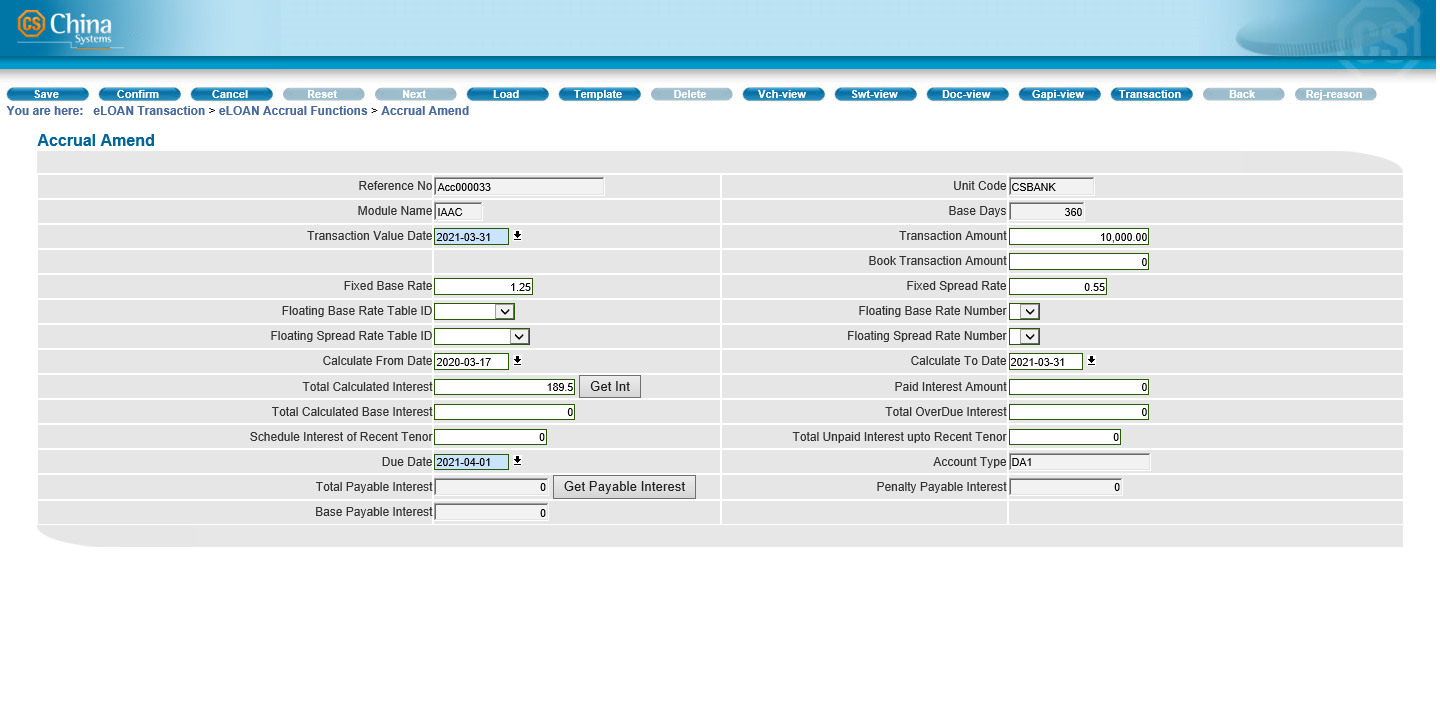 CS China
Systems
CS
Save Confirm Cancel Reset Next Load Template Delete Vch-view Swt-view Doc-view Gapi-view Transaction Back Rej-reason
You are here: eLOAN Transaction > eLOAN Accrual Functions > Accrual Amend
Accrual Amend
Reference No Acc000033 Unit Code CSBANK
Module Name IAAC Base Days 360
Transaction Value Date 2021-03-31 Transaction Amount 10,000.00
Book Transaction Amount 0
Fixed Base Rate 1.25 Fixed Spread Rate 0.55
Floating Base Rate Table ID Floating Base Rate Number
Floating Spread Rate Table ID Floating Spread Rate Number
Calculate From Date 2020-03-17 Calculate To Date 2021-03-31
Total Calculated Interest 189.5 Get Int Paid Interest Amount 0
Total Calculated Base Interest 0 Total OverDue Interest 0
Schedule Interest of Recent Tenor 0 Total Unpaid Interest upto Recent Tenor 0
Due Date 2021-04-01 Account Type DA1
Total Payable Interest 0 Get Payable Interest Penalty Payable Interest 0
Base Payable Interest 0